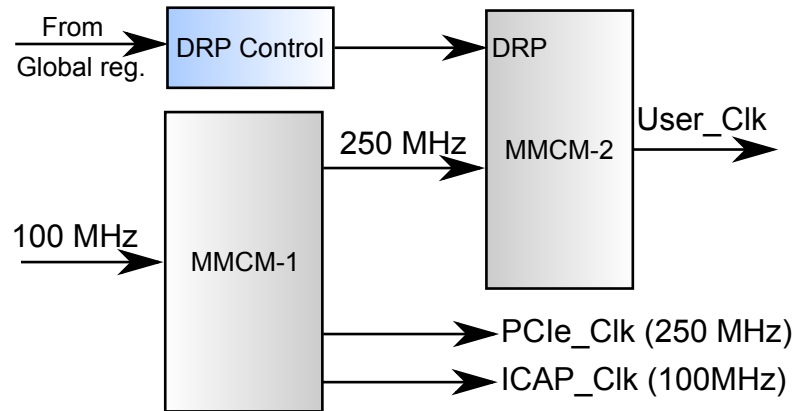 From
Global reg.
DRP Control
DRP
MMCM-2
User_Clk
250 MHz
100 MHz
MMCM-1
PCIe_Clk (250 MHz)
ICAP_Clk (100MHz)